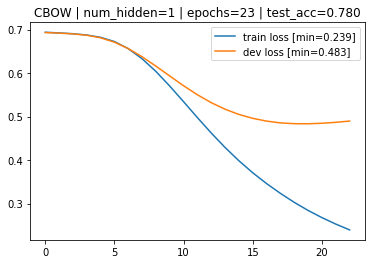 CBOW | num_hidden=1 | epochs=23 | test_acc=0.780
0.7
train loss [min=0.239]
dev loss [min=0.483]
0.6
0.5
0.4
0.3
0 5 10 15 20